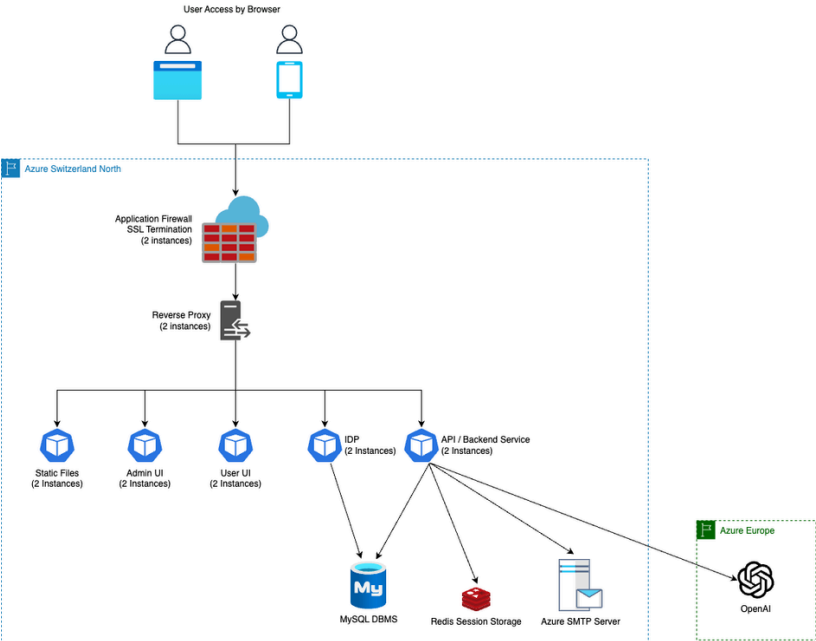 User Access by Browser
Azure Switzerland North
Application Firewall
SSL Termination
(2 instances)
Reverse Proxy
(2 instances)
Static Files
(2 Instances)
Admin UI
(2 Instances)
User UI
(2 Instances)
IDP
(2 Instances)
API / Backend Service
(2 Instances)
Azure Europe
My
MySQL DBMS
Redis Session Storage
Azure SMTP Server
OpenAI